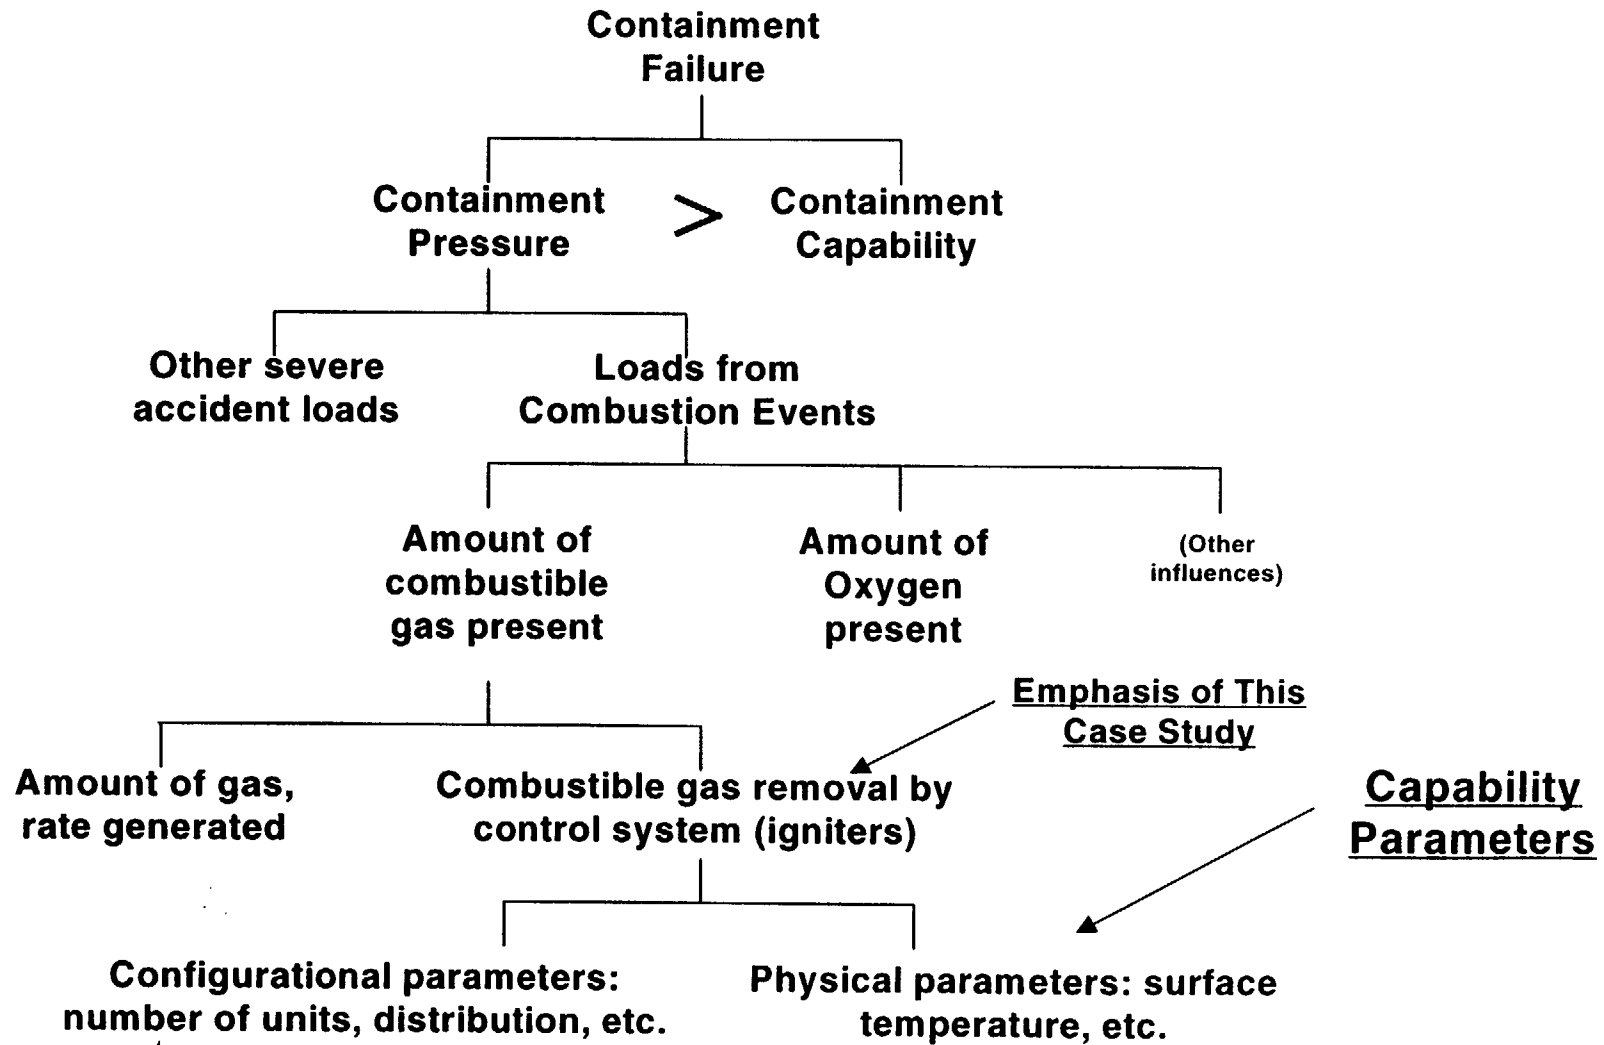 Containment
Failure
Containment
Pressure
>
Containment
Capability
Other severe
accident loads
Loads from
Combustion Events
Amount of
combustible
gas present
Amount of
Oxygen
present
(Other
influences)
Emphasis of This
Case Study
Amount of gas,
rate generated
Combustible gas removal by
control system (igniters)
Capability
Parameters
Configurational parameters:
number of units, distribution, etc.
Physical parameters: surface
temperature, etc.